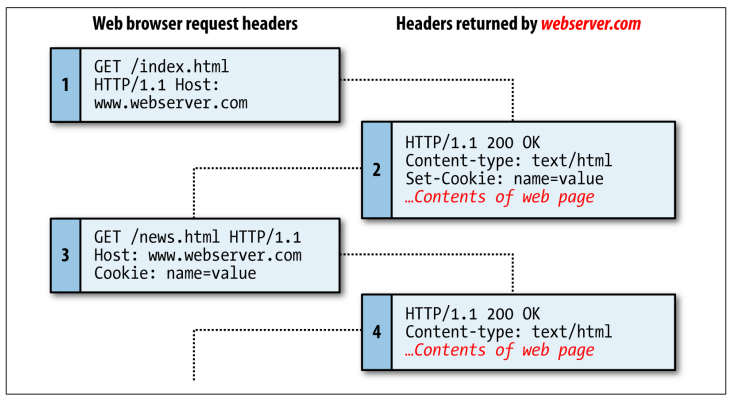 Web browser request headers
Headers returned by webserver.com
1
GET /index.html
HTTP/1.1 Host:
www.webserver.com
2
HTTP/1.1 200 OK
Content-type: text/html
Set-Cookie: name=value
…Contents of web page
3
GET /news.html HTTP/1.1
Host: www.webserver.com
Cookie: name=value
4
HTTP/1.1 200 OK
Content-type: text/html
…Contents of web page